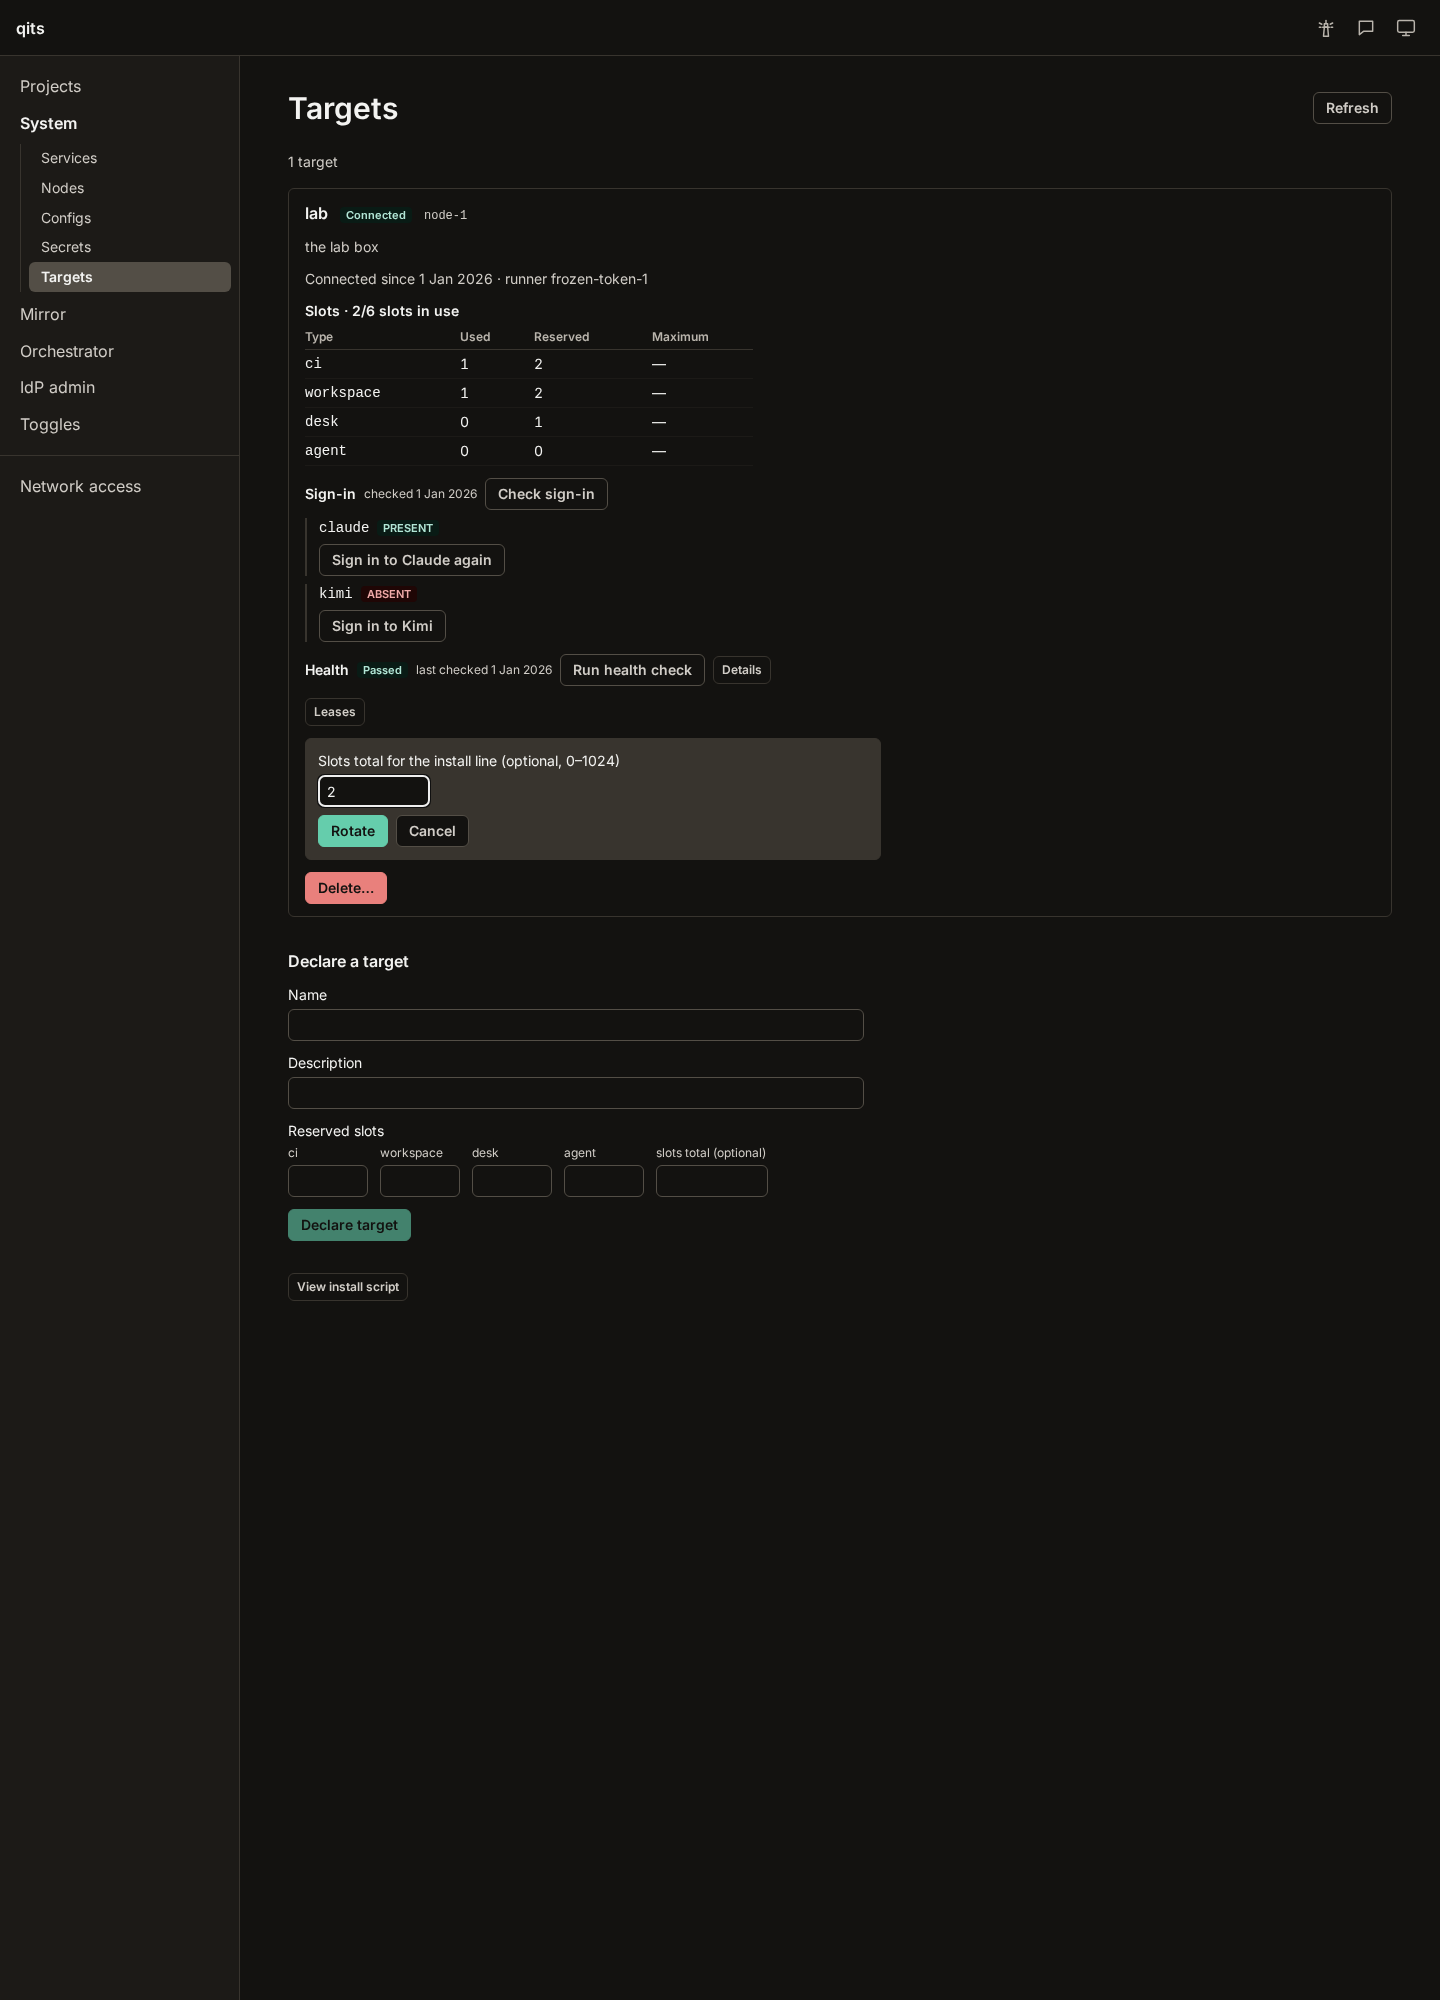 qits
Projects
System
Services
Nodes
Configs
Secrets
Targets
Mirror
Orchestrator
IdP admin
Toggles
Network access
Targets
Refresh
1 target
lab Connected node-1
the lab box
Connected since 1 Jan 2026 · runner frozen-token-1
Slots · 2/6 slots in use
Type Used Reserved Maximum
ci 1 2 —
workspace 1 2 —
desk 0 1 —
agent 0 0 —
Sign-in checked 1 Jan 2026 Check sign-in
claude PRESENT
Sign in to Claude again
kimi ABSENT
Sign in to Kimi
Health Passed last checked 1 Jan 2026 Run health check Details
Leases
Slots total for the install line (optional, 0–1024)
2
Rotate Cancel
Delete…
Declare a target
Name
Description
Reserved slots
ci workspace desk agent slots total (optional)
Declare target
View install script